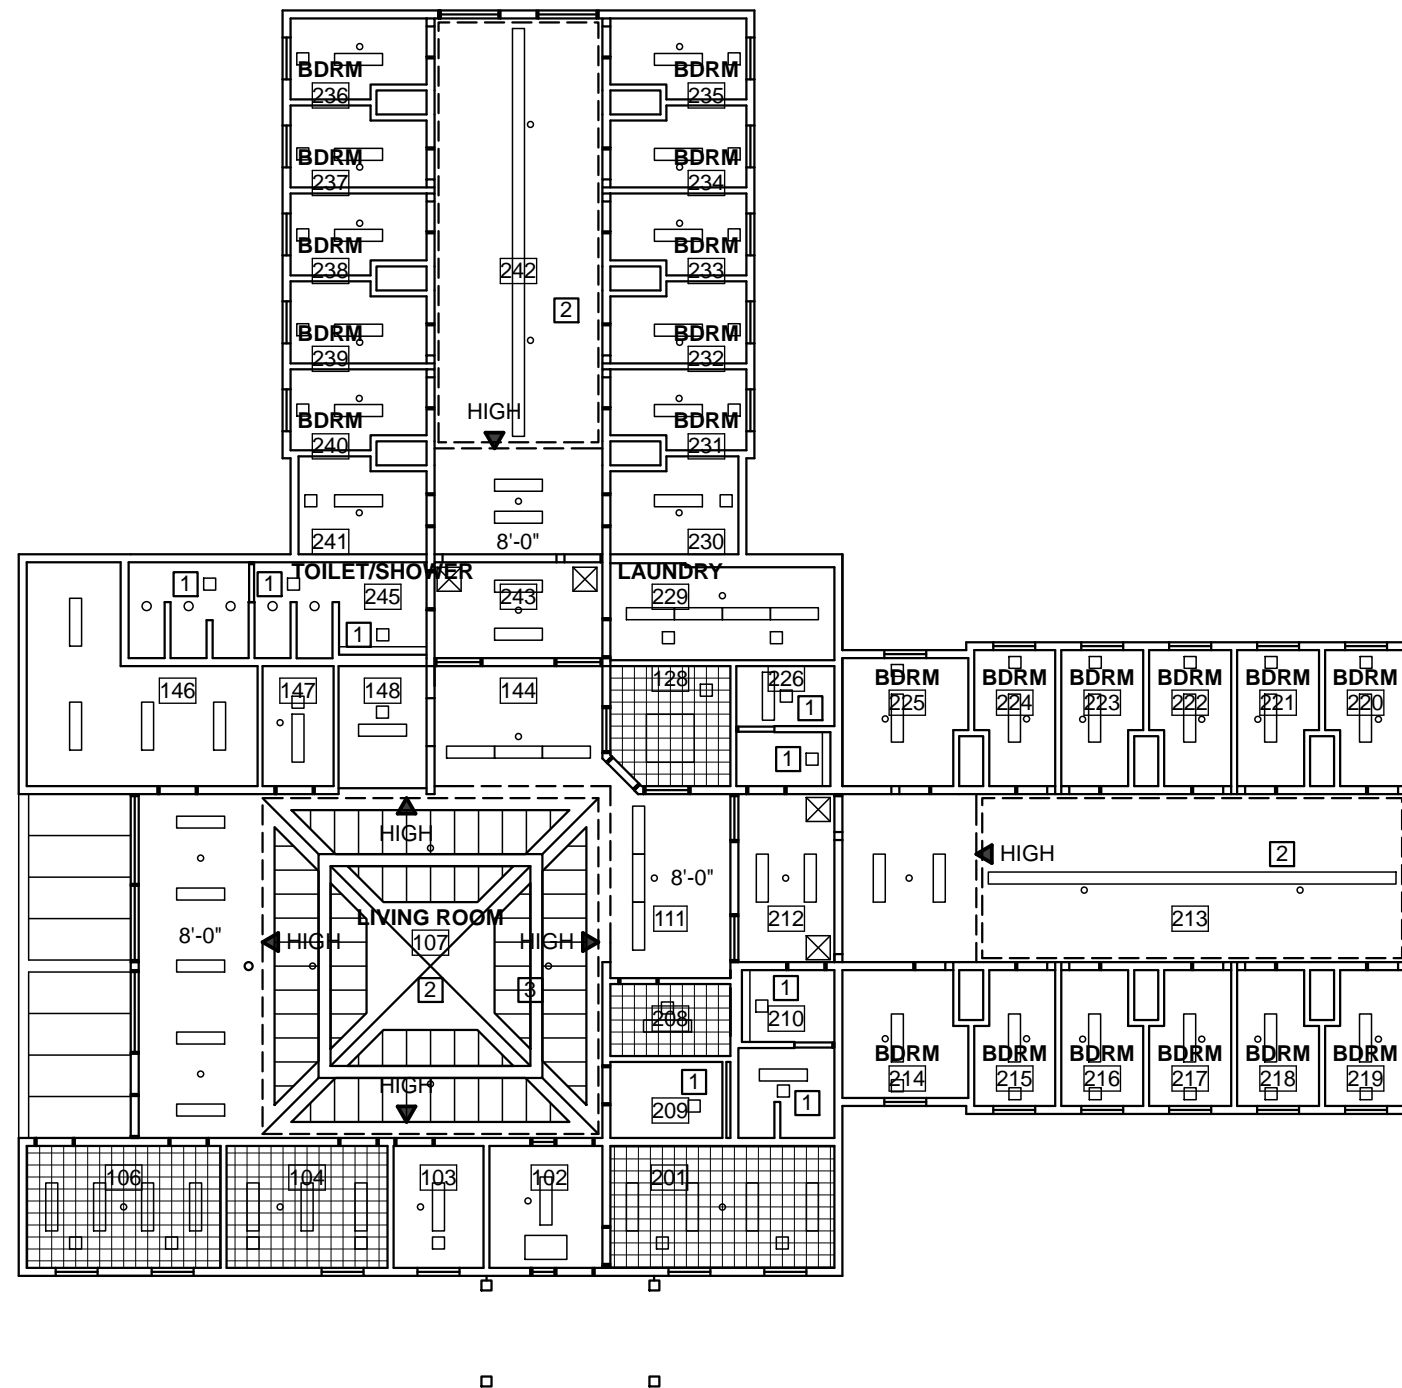 BDRM
236
BDRM
235
BDRM
237
BDRM
234
BDRM
238
242
BDRM
233
2
BDRM
239
BDRM
232
HIGH
BDRM
240
BDRM
231
241
8'-0"
230
TOILET/SHOWER
LAUNDRY
1
1
245
243
229
1
146
147
148
144
128
226
1
1
BDRM
225
BDRM
224
BDRM
223
BDRM
222
BDRM
221
BDRM
220
HIGH
HIGH
2
8'-0"
LIVING ROOM
107
111
212
213
8'-0"
HIGH
HIGH
2
3
1
208
210
BDRM
214
BDRM
215
BDRM
216
BDRM
217
BDRM
218
BDRM
219
HIGH
1
209
1
106
104
103
102
201